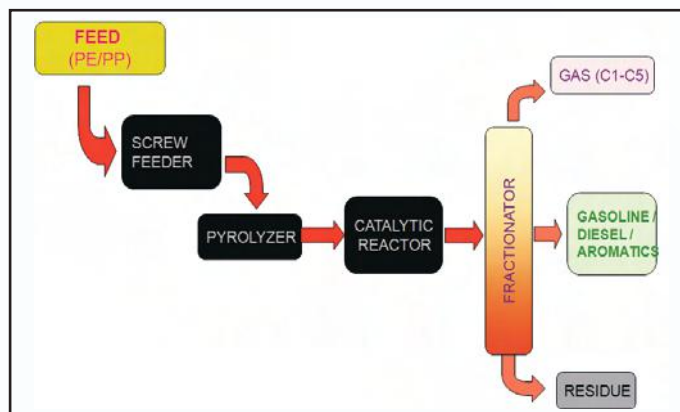 FEED
(PE/PP)
SCREW
FEEDER
PYROLYZER
CATALYTIC
REACTOR
FRACTIONATOR
GAS (C1-C5)
GASOLINE /
DIESEL /
AROMATICS
RESIDUE